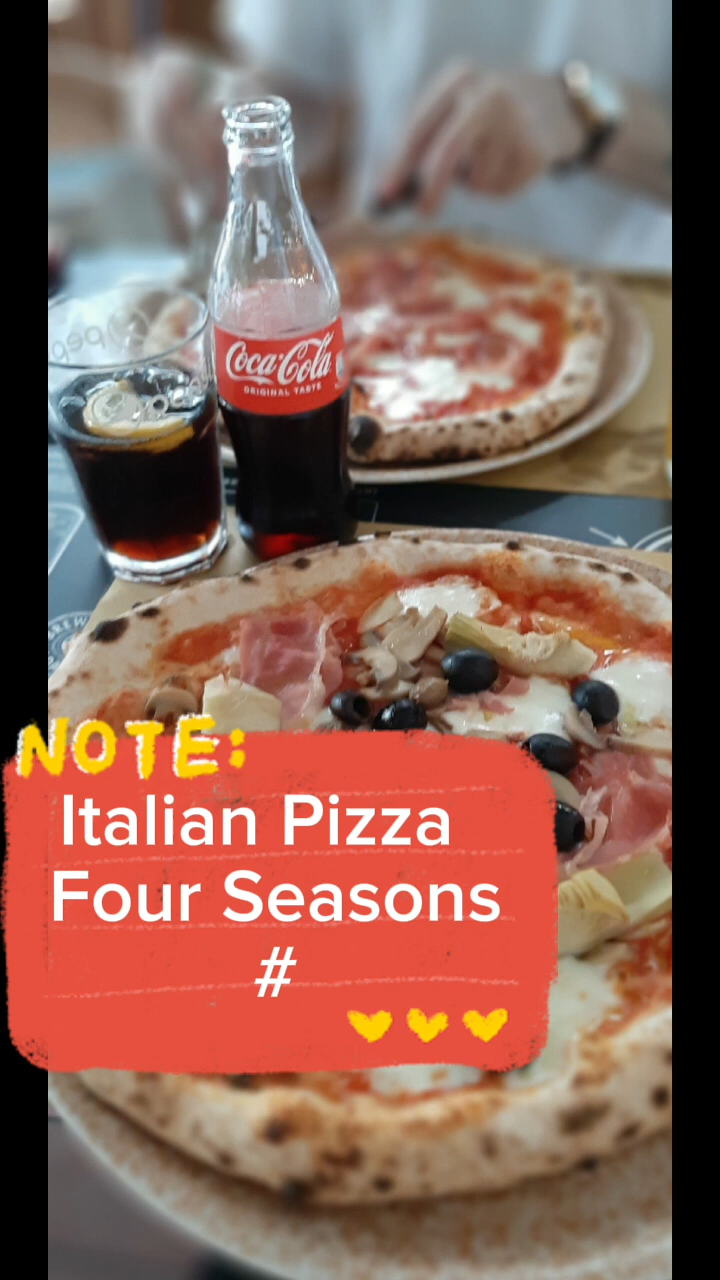 Coca-Cola
ORIGINAL TASTE
NOTE:
Italian Pizza
Four Seasons
#